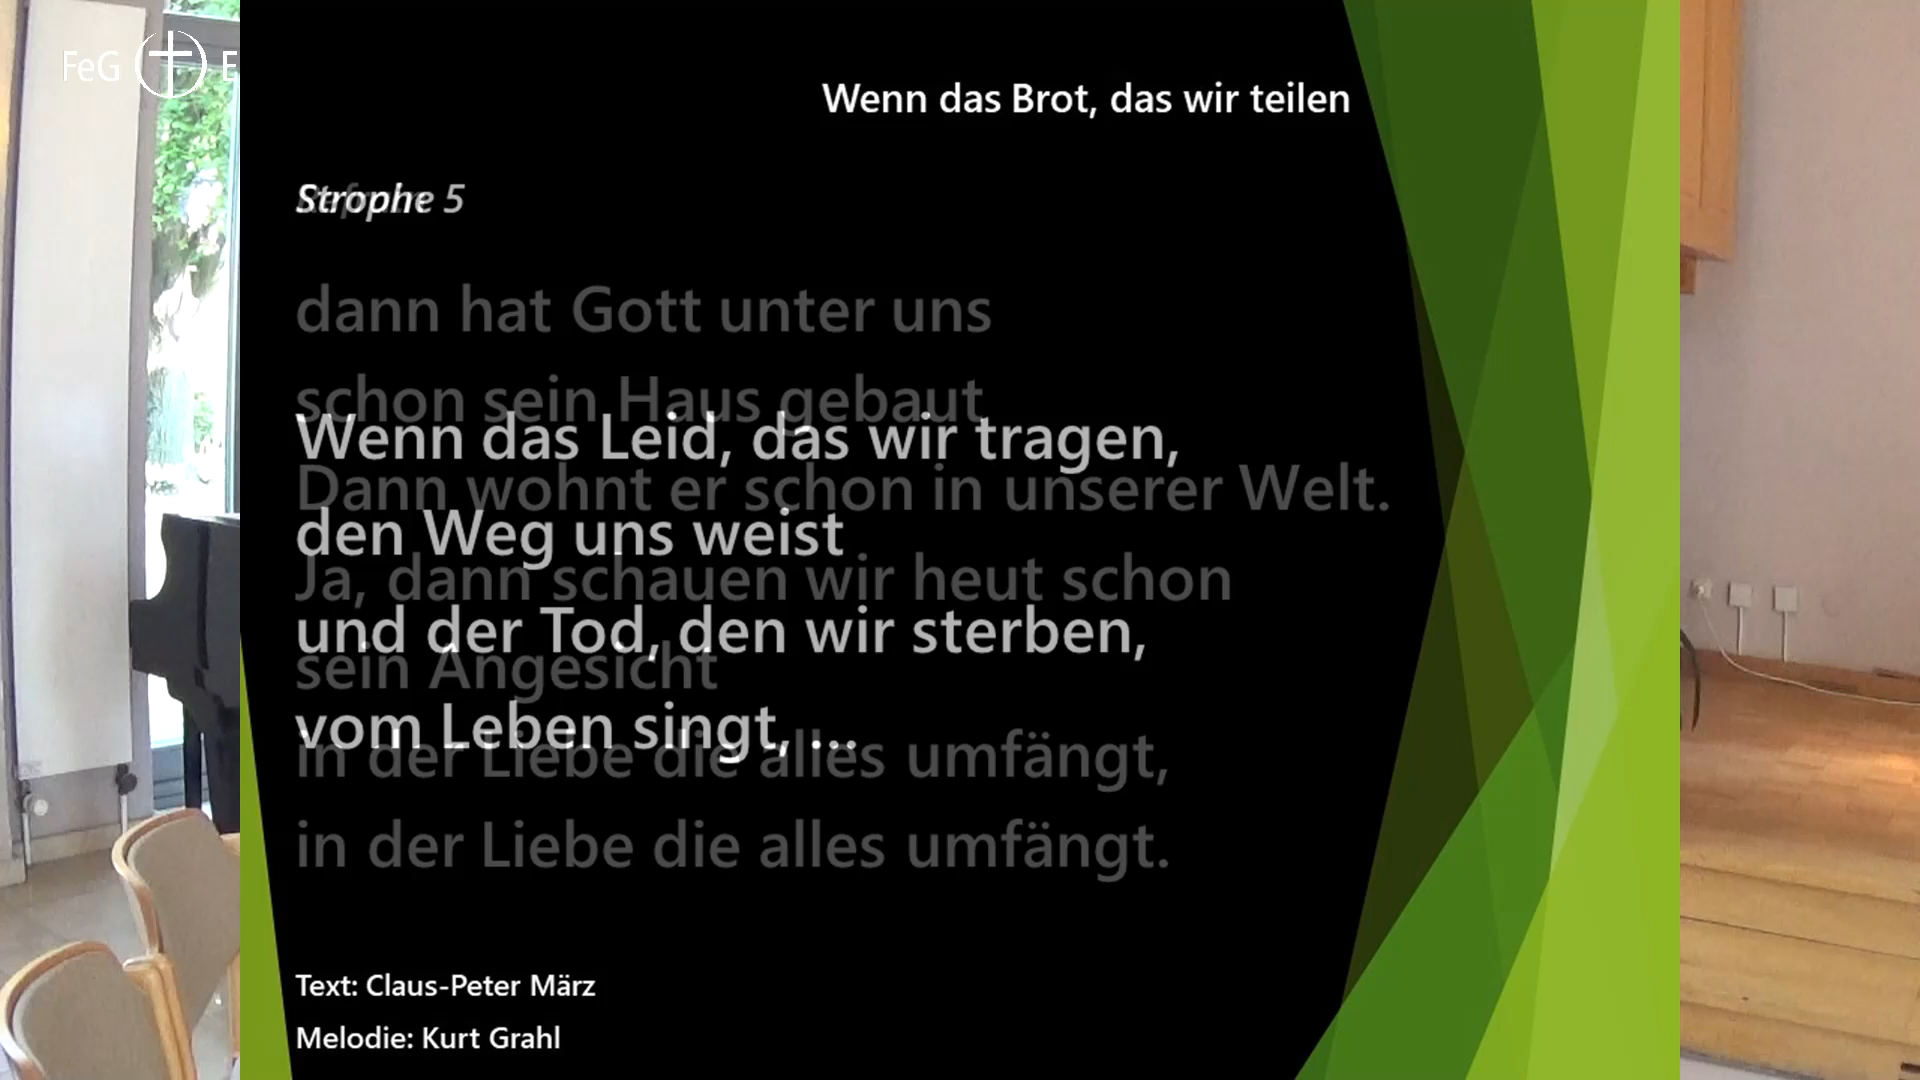 FeG E
Wenn das Brot, das wir teilen
Strophe 5
dann hat Gott unter uns
schon sein Haus gebaut
Wenn das Leid, das wir tragen,
Dann wohnt er schon in unserer Welt.
den Weg uns weist
Ja, dann schauen wir heut schon
und der Tod, den wir sterben,
sein Angesicht
vom Leben singt, ...
in der Liebe die alles umfängt,
in der Liebe die alles umfängt.
Text: Claus-Peter März
Melodie: Kurt Grahl